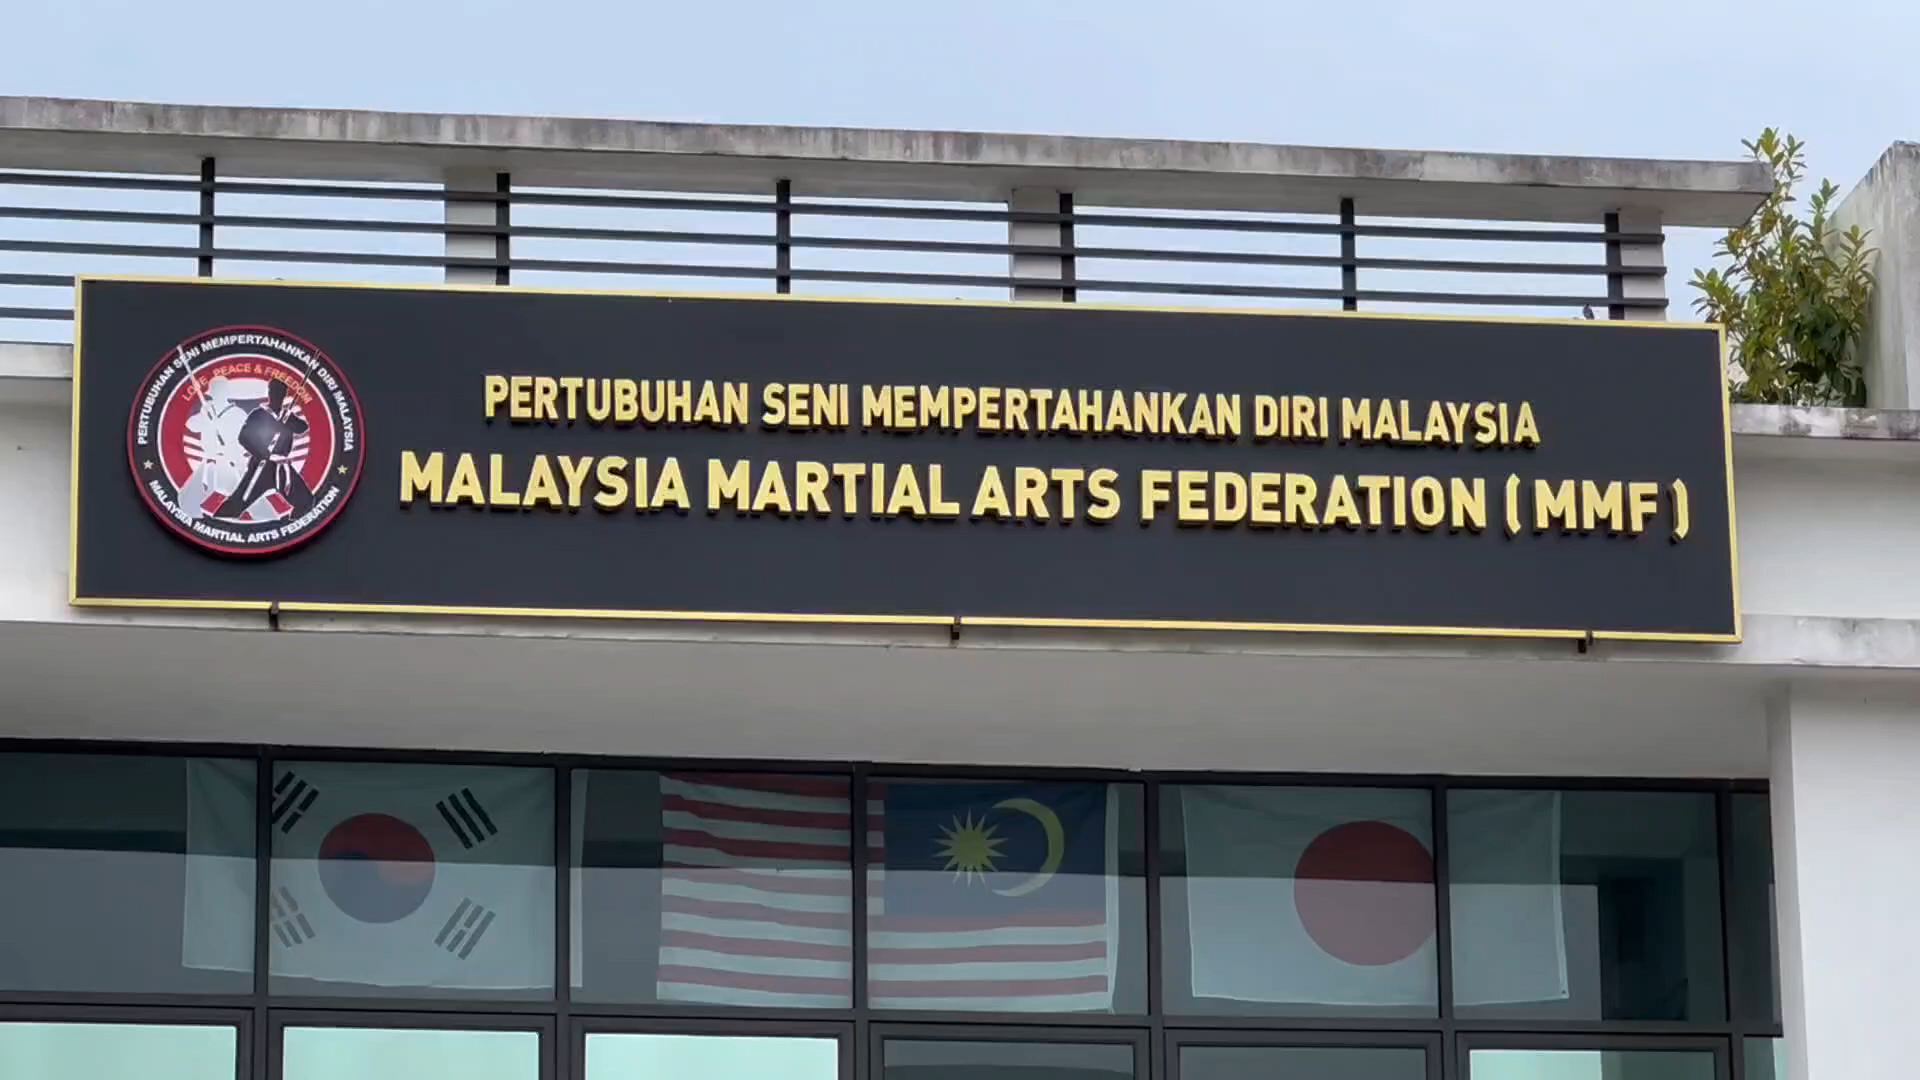 PERTUBUHAN SENI MEMPERTAHANKAN DIRI MALAYSIA
LOVE, PEACE & FREEDOM
MALAYSIA MARTIAL ARTS FEDERATION
PERTUBUHAN SENI MEMPERTAHANKAN DIRI MALAYSIA
MALAYSIA MARTIAL ARTS FEDERATION (MMF)